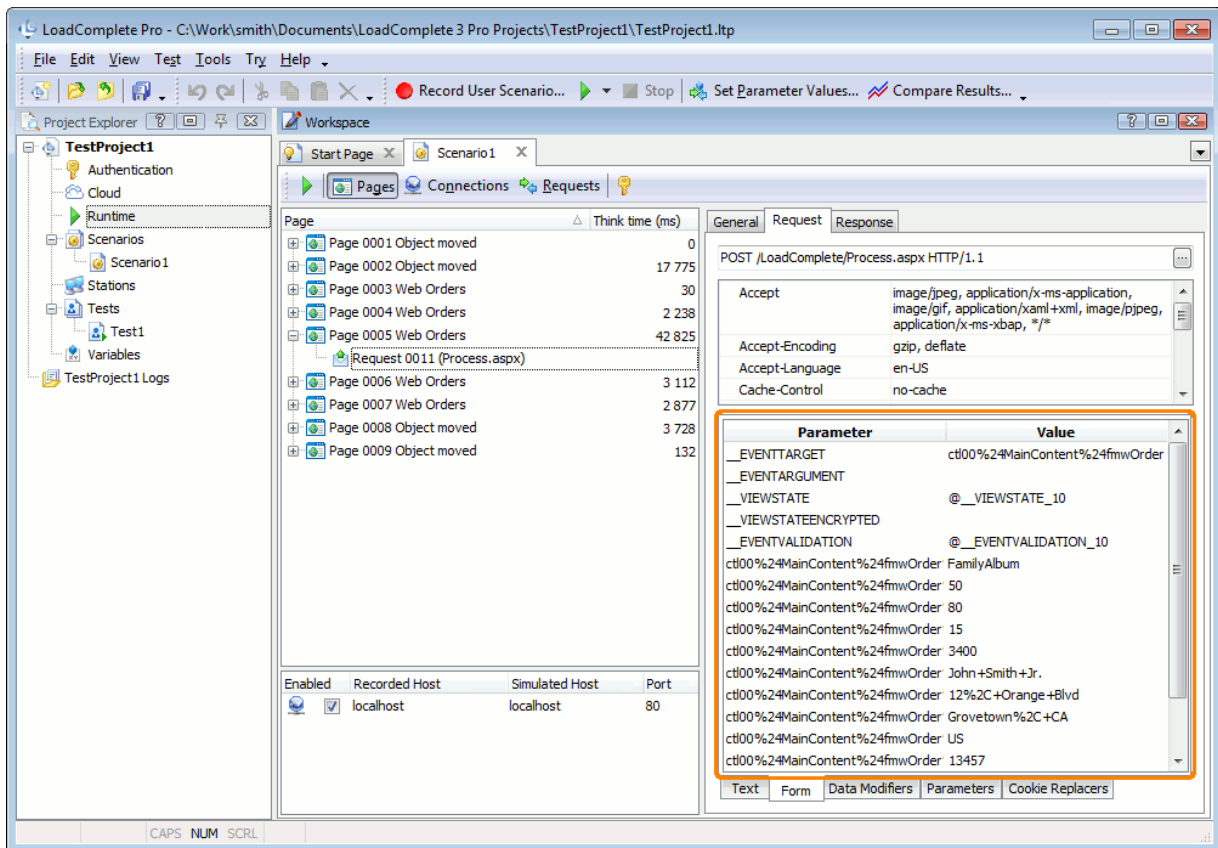 LoadComplete Pro - C:\Work\smith\Documents\LoadComplete 3 Pro Projects\TestProject1\TestProject1.ltp
File Edit View Test Tools Try Help
Record User Scenario... Stop Set Parameter Values... Compare Results...
Project Explorer
TestProject1
Authentication
Cloud
Runtime
Scenarios
Scenario1
Stations
Tests
Test1
Variables
TestProject1 Logs
Workspace
Start Page Scenario1
Pages Connections Requests
Page Think time (ms)
Page 0001 Object moved 0
Page 0002 Object moved 17 775
Page 0003 Web Orders 30
Page 0004 Web Orders 2 238
Page 0005 Web Orders 42 825
Request 0011 (Process.aspx)
Page 0006 Web Orders 3 112
Page 0007 Web Orders 2 877
Page 0008 Object moved 3 728
Page 0009 Object moved 132
Enabled Recorded Host Simulated Host Port
localhost localhost 80
General Request Response
POST /LoadComplete/Process.aspx HTTP/1.1
Accept image/jpeg, application/x-ms-application,
image/gif, application/xaml+xml, image/pjpeg,
application/x-ms-xbap, */*
Accept-Encoding gzip, deflate
Accept-Language en-US
Cache-Control no-cache
Parameter Value
__EVENTTARGET ctl00%24MainContent%24fmwOrder
__EVENTARGUMENT
__VIEWSTATE @__VIEWSTATE_10
__VIEWSTATEENCRYPTED
__EVENTVALIDATION @__EVENTVALIDATION_10
ctl00%24MainContent%24fmwOrder FamilyAlbum
ctl00%24MainContent%24fmwOrder 50
ctl00%24MainContent%24fmwOrder 80
ctl00%24MainContent%24fmwOrder 15
ctl00%24MainContent%24fmwOrder 3400
ctl00%24MainContent%24fmwOrder John+Smith+Jr.
ctl00%24MainContent%24fmwOrder 12%2C+Orange+Blvd
ctl00%24MainContent%24fmwOrder Grovetown%2C+CA
ctl00%24MainContent%24fmwOrder US
ctl00%24MainContent%24fmwOrder 13457
Text Form Data Modifiers Parameters Cookie Replacers
CAPS NUM SCRL